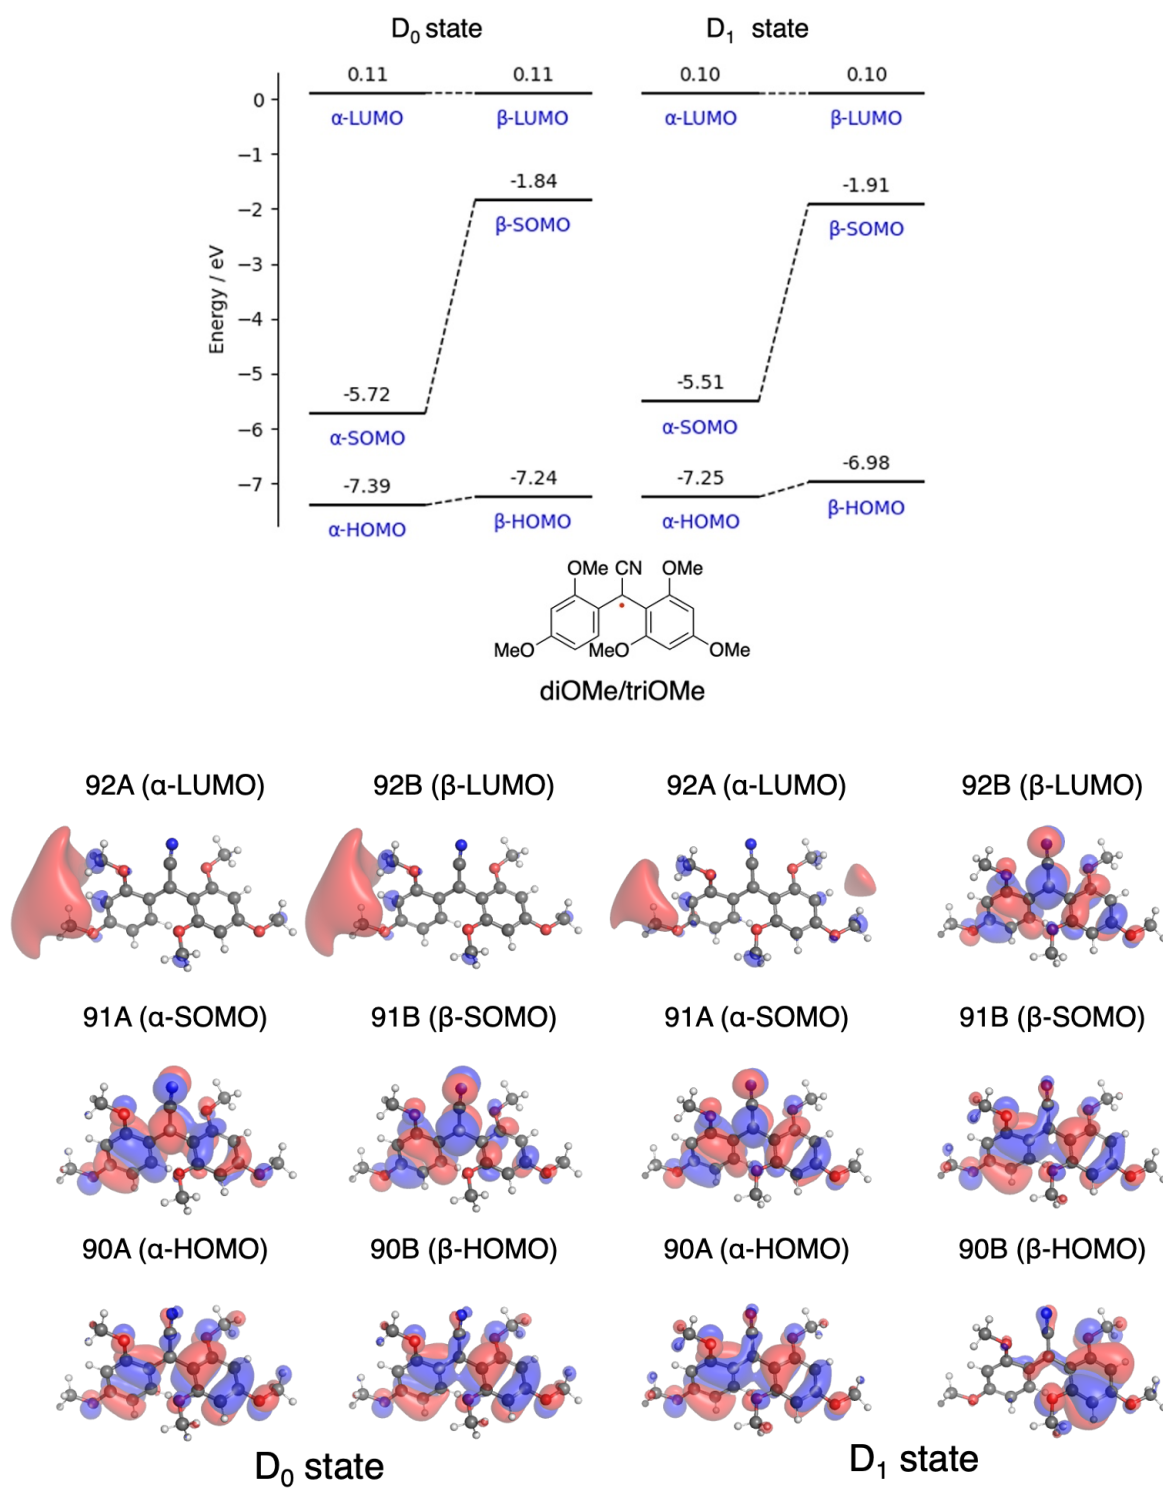 D0 state D1 state
0.11 0.11 0.10 0.10
0
α-LUMO β-LUMO α-LUMO β-LUMO
−1
-1.84 -1.91
−2
β-SOMO β-SOMO
−3
Energy / eV
−4
−5
-5.72 -5.51
−6
α-SOMO α-SOMO
-7.39 -7.24 -7.25 -6.98
−7
α-HOMO β-HOMO α-HOMO β-HOMO
OMe CN OMe
MeO MeO OMe
diOMe/triOMe
92A (α-LUMO) 92B (β-LUMO) 92A (α-LUMO) 92B (β-LUMO)
91A (α-SOMO) 91B (β-SOMO) 91A (α-SOMO) 91B (β-SOMO)
90A (α-HOMO) 90B (β-HOMO) 90A (α-HOMO) 90B (β-HOMO)
D0 state D1 state